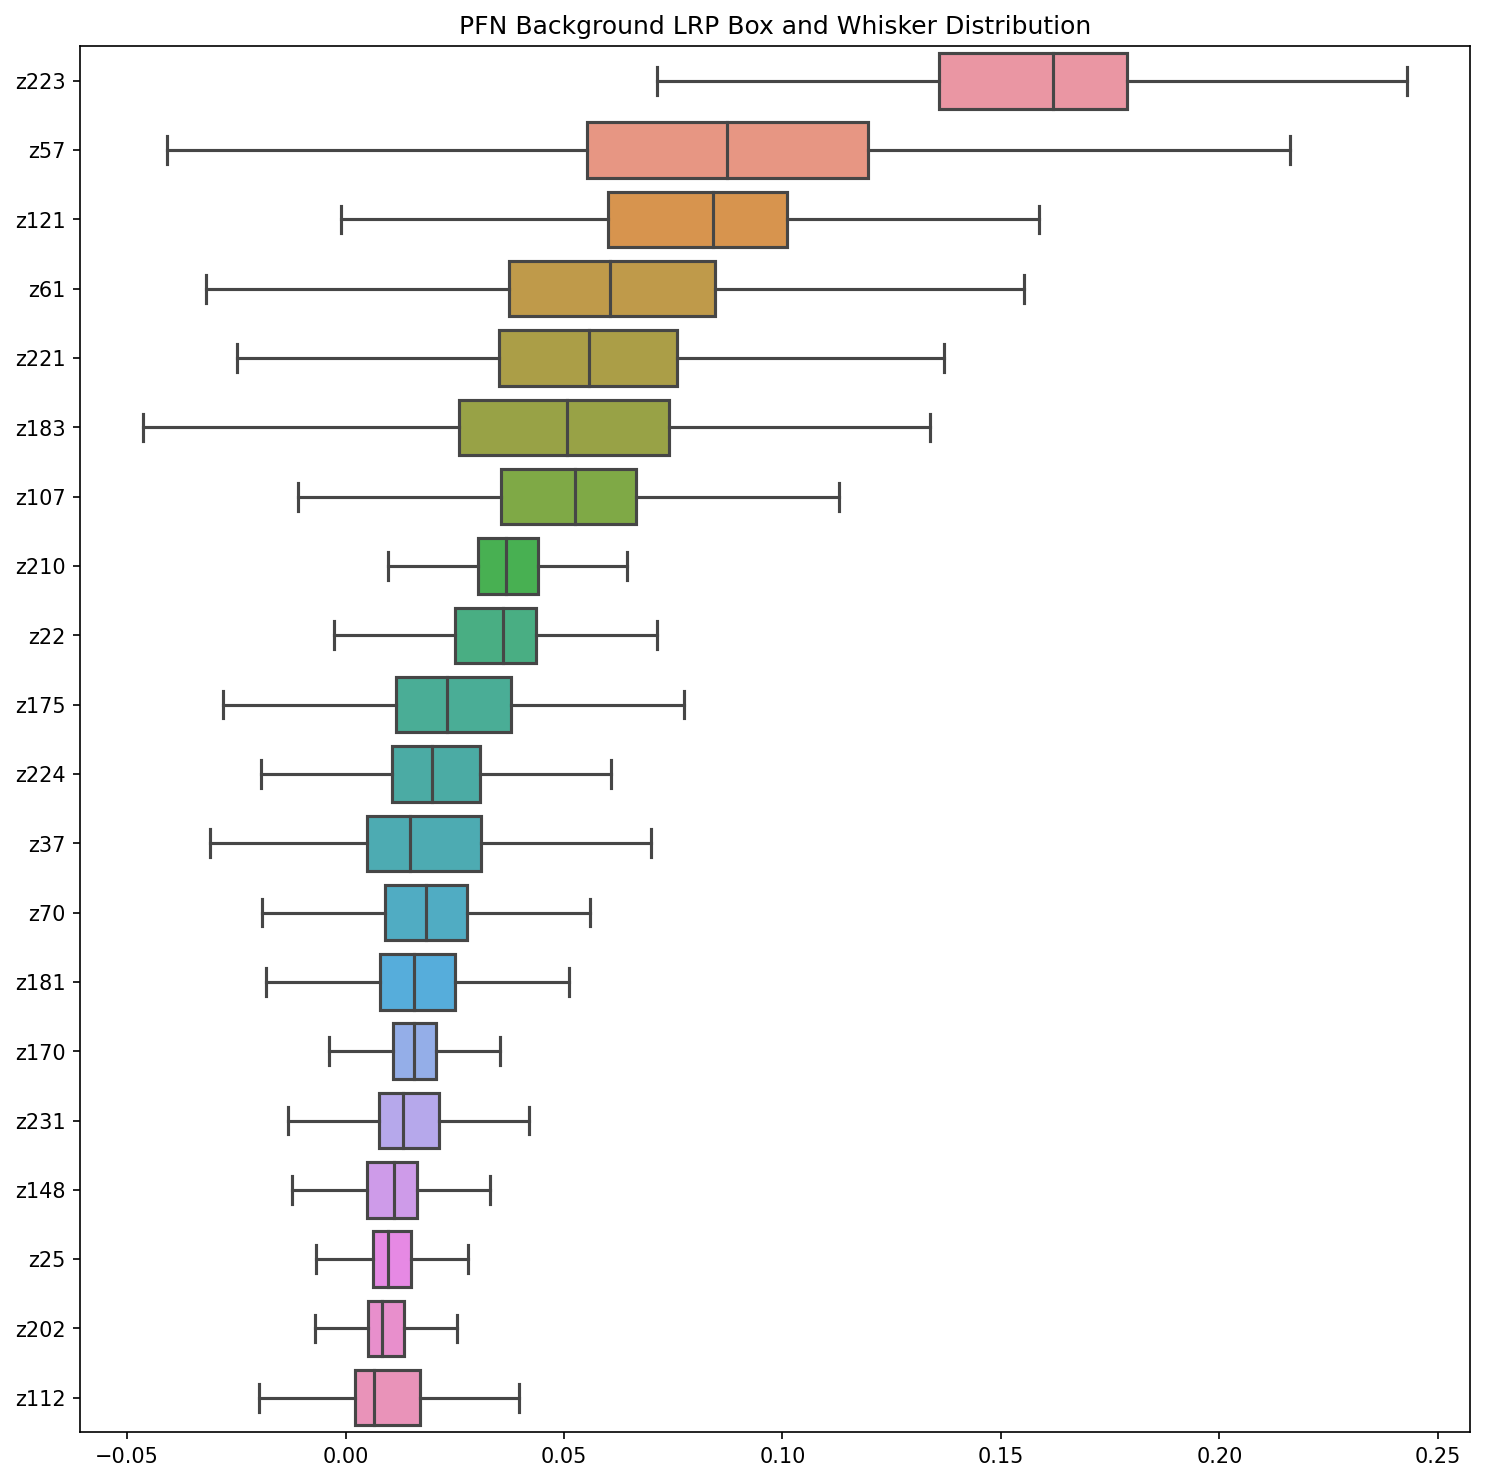 PFN Background LRP Box and Whisker Distribution
z223
z57
z121
z61
z221
z183
z107
z210
z22
z175
z224
z37
z70
z181
z170
z231
z148
z25
z202
z112
−0.05 0.00 0.05 0.10 0.15 0.20 0.25